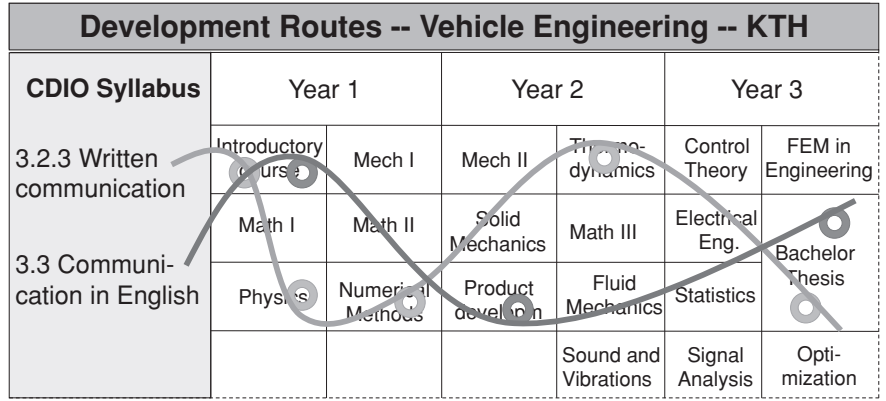 Development Routes -- Vehicle Engineering -- KTH
CDIO Syllabus
Year 1
Year 2
Year 3
3.2.3 Written
communication
3.3 Communi-
cation in English
Introductory
course
Mech I
Mech II
Thermo-
dynamics
Control
Theory
FEM in
Engineering
Math I
Math II
Solid
Mechanics
Math III
Electrical
Eng.
Bachelor
Thesis
Physics
Numerical
Methods
Product
developm
Fluid
Mechanics
Statistics
Sound and
Vibrations
Signal
Analysis
Opti-
mization